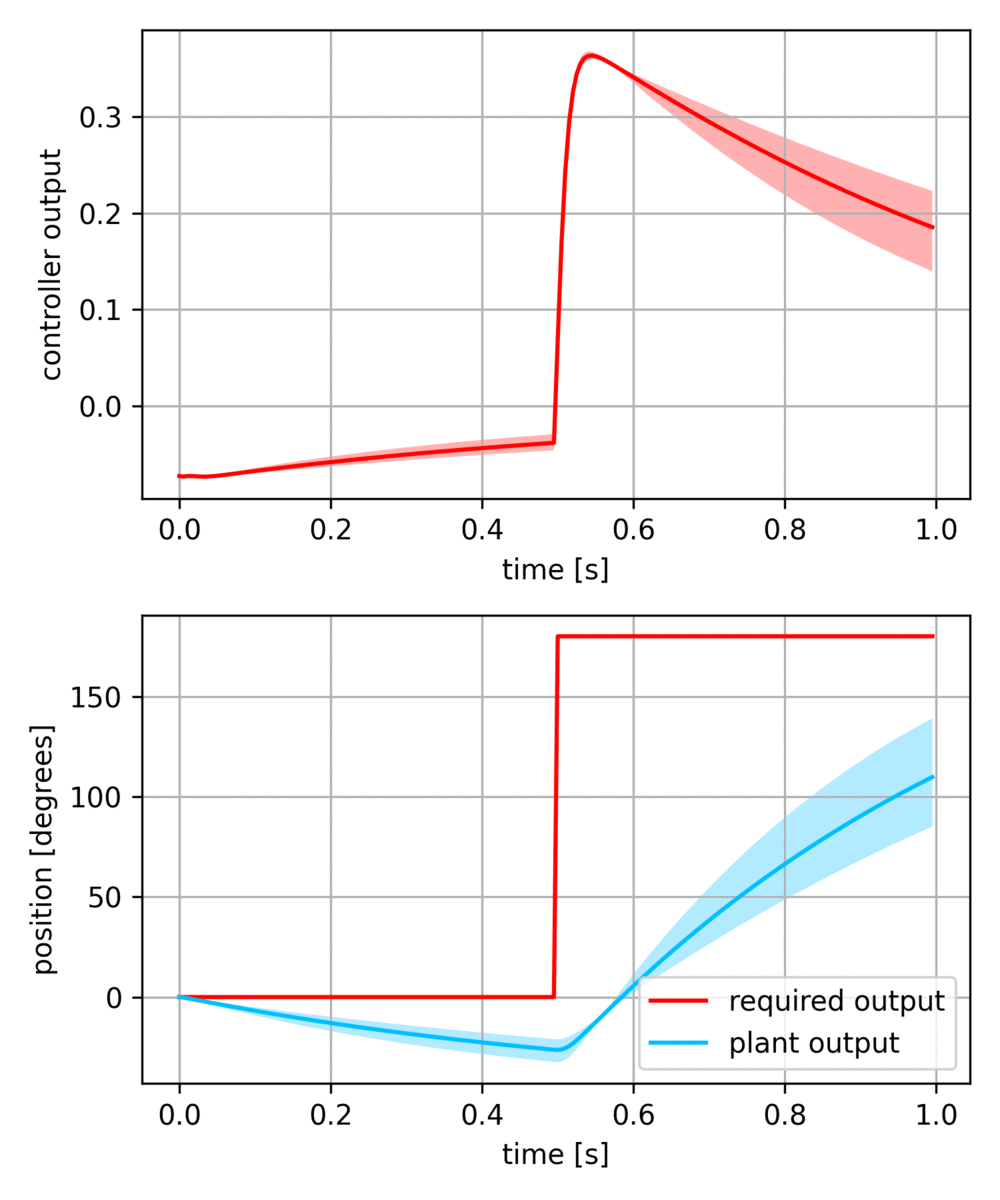 controller output
0.3
0.2
0.1
0.0
0.0 0.2 0.4 0.6 0.8 1.0
time [s]
position [degrees]
150
100
50
0
required output
plant output
0.0 0.2 0.4 0.6 0.8 1.0
time [s]